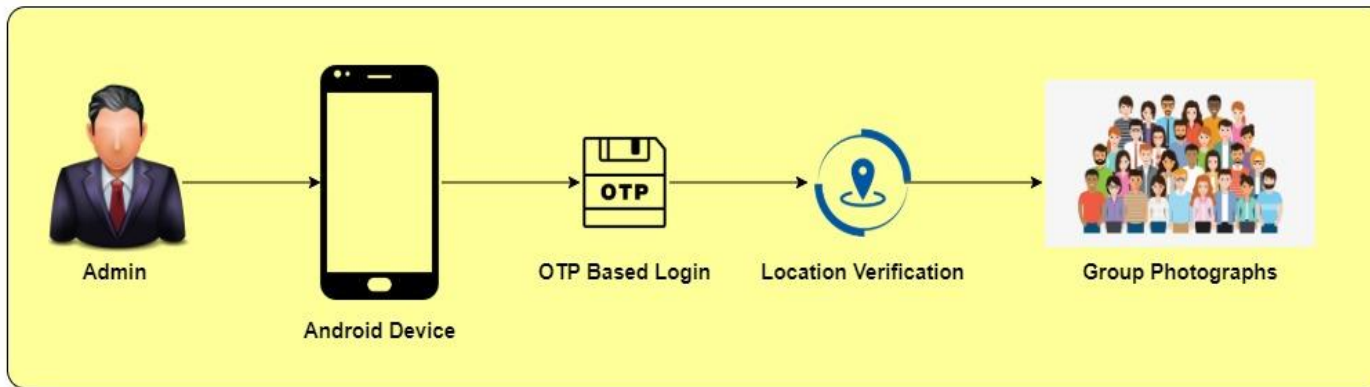 OTP
Admin
OTP Based Login
Location Verification
Group Photographs
Android Device